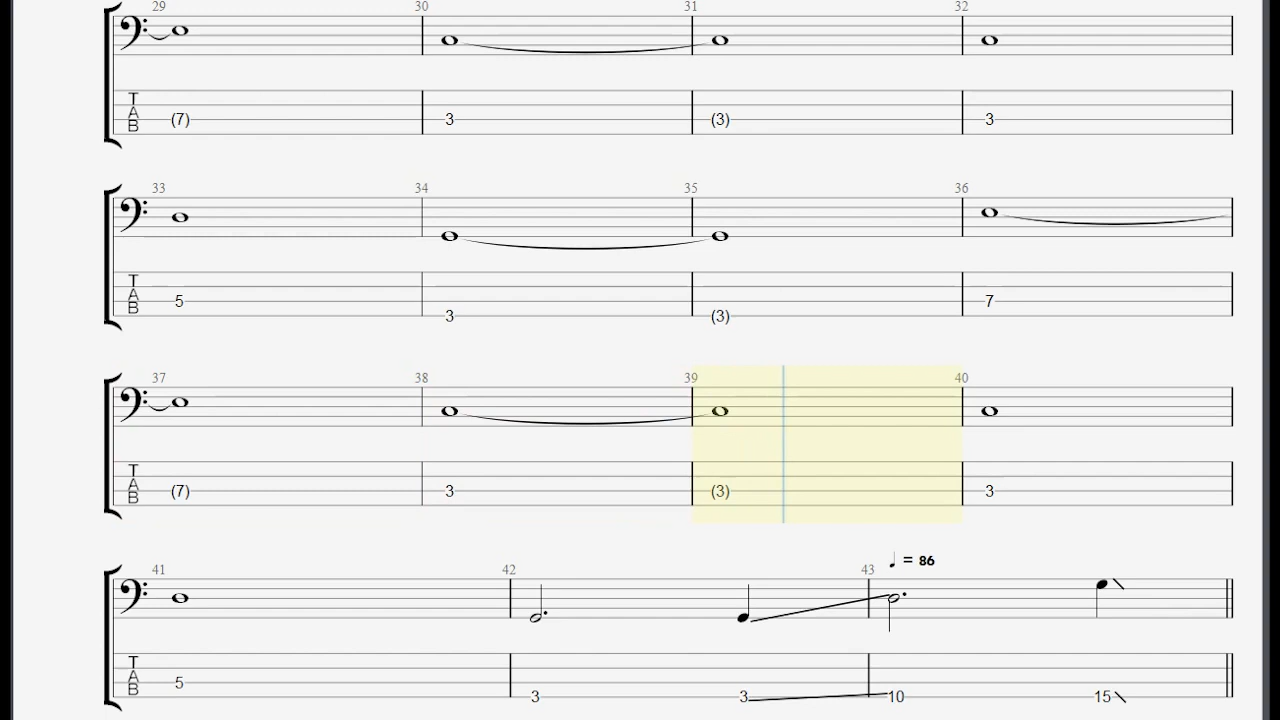 29 30 31 32
T
A
B
(7) 3 (3) 3
33 34 35 36
T
A
B
5 3 (3) 7
37 38 39 40
T
A
B
(7) 3 (3) 3
♩ = 86
41 42 43
T
A
B
5 3 3 10 15